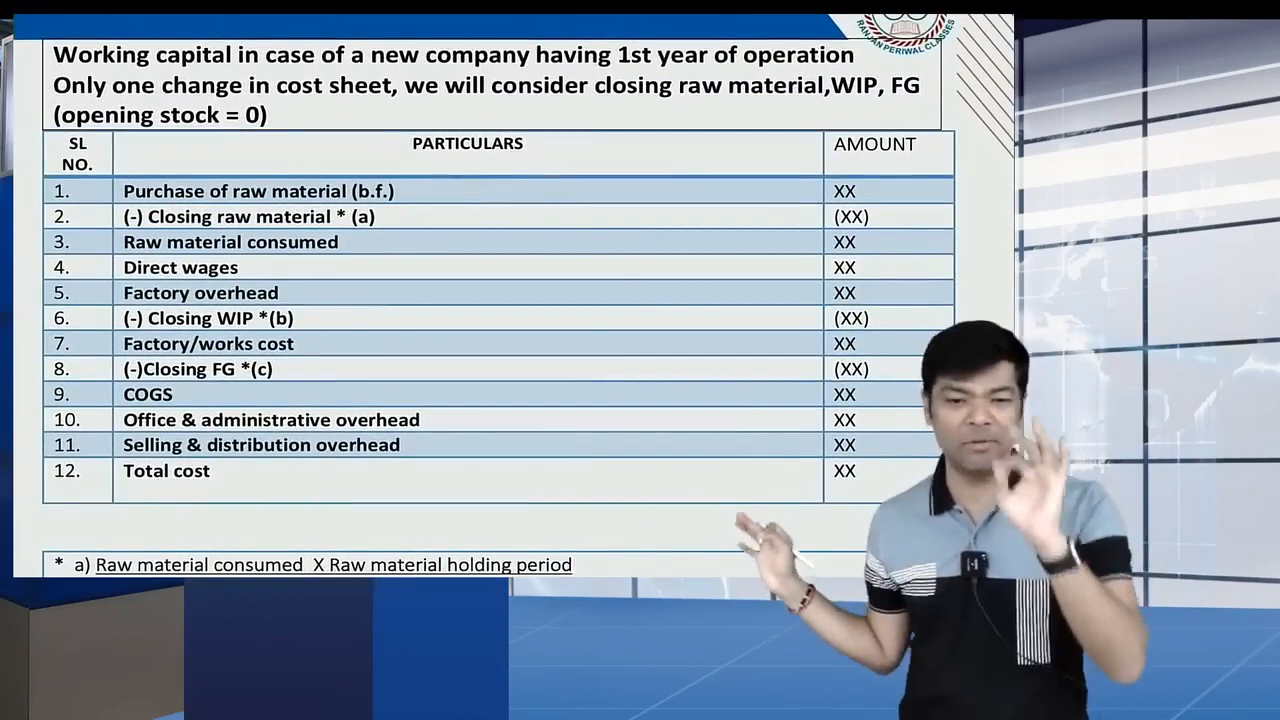 RANJAN PERIWAL CLASSES
Working capital in case of a new company having 1st year of operation
Only one change in cost sheet, we will consider closing raw material,WIP, FG
(opening stock = 0)
SL NO. PARTICULARS AMOUNT
1. Purchase of raw material (b.f.) XX
2. (-) Closing raw material * (a) (XX)
3. Raw material consumed XX
4. Direct wages XX
5. Factory overhead XX
6. (-) Closing WIP *(b) (XX)
7. Factory/works cost XX
8. (-)Closing FG *(c) (XX)
9. COGS XX
10. Office & administrative overhead XX
11. Selling & distribution overhead XX
12. Total cost XX
* a) Raw material consumed X Raw material holding period